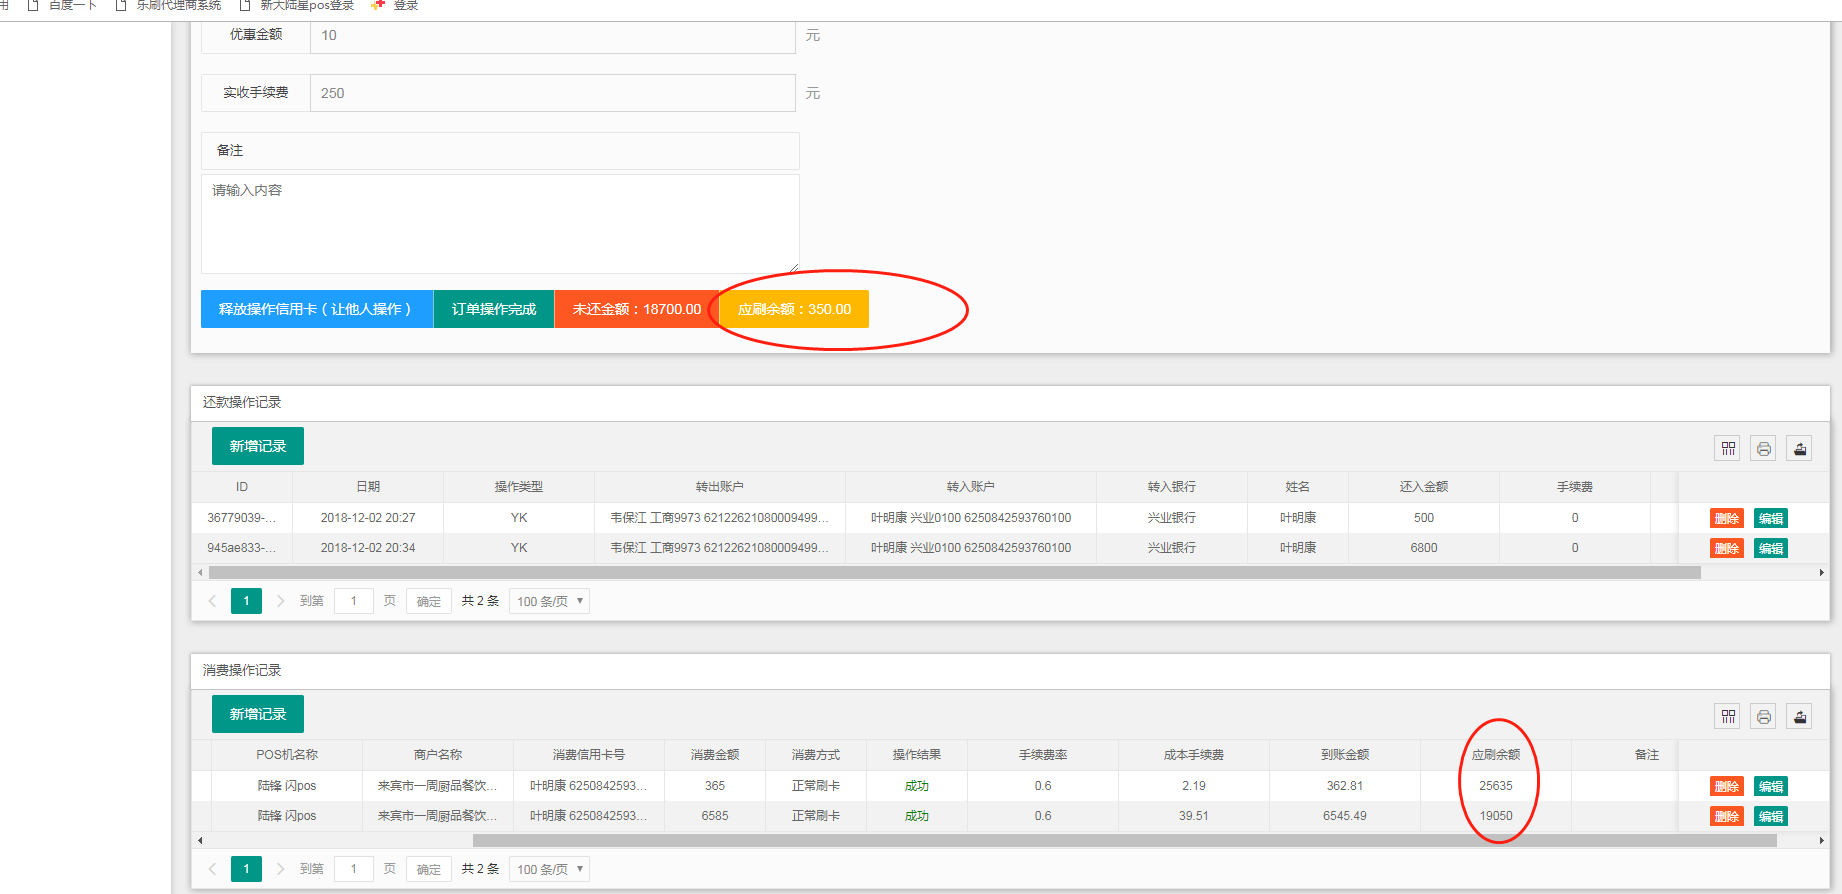 用 百度一下 乐刷代理商系统 新大陆星pos登录 登录
优惠金额 10 元
实收手续费 250 元
备注
请输入内容
释放操作信用卡（让他人操作） 订单操作完成 未还金额：18700.00 应刷余额：350.00
还款操作记录
新增记录
ID 日期 操作类型 转出账户 转入账户 转入银行 姓名 还入金额 手续费
36779039-... 2018-12-02 20:27 YK 韦保江 工商9973 62122621080009499... 叶明康 兴业0100 6250842593760100 兴业银行 叶明康 500 0 删除 编辑
945ae833-... 2018-12-02 20:34 YK 韦保江 工商9973 62122621080009499... 叶明康 兴业0100 6250842593760100 兴业银行 叶明康 6800 0 删除 编辑
1 到第 1 页 确定 共 2 条 100 条/页
消费操作记录
新增记录
POS机名称 商户名称 消费信用卡号 消费金额 消费方式 操作结果 手续费率 成本手续费 到账金额 应刷余额 备注
陆锋 闪pos 来宾市一周厨品餐饮... 叶明康 6250842593... 365 正常刷卡 成功 0.6 2.19 362.81 25635 删除 编辑
陆锋 闪pos 来宾市一周厨品餐饮... 叶明康 6250842593... 6585 正常刷卡 成功 0.6 39.51 6545.49 19050 删除 编辑
1 到第 1 页 确定 共 2 条 100 条/页